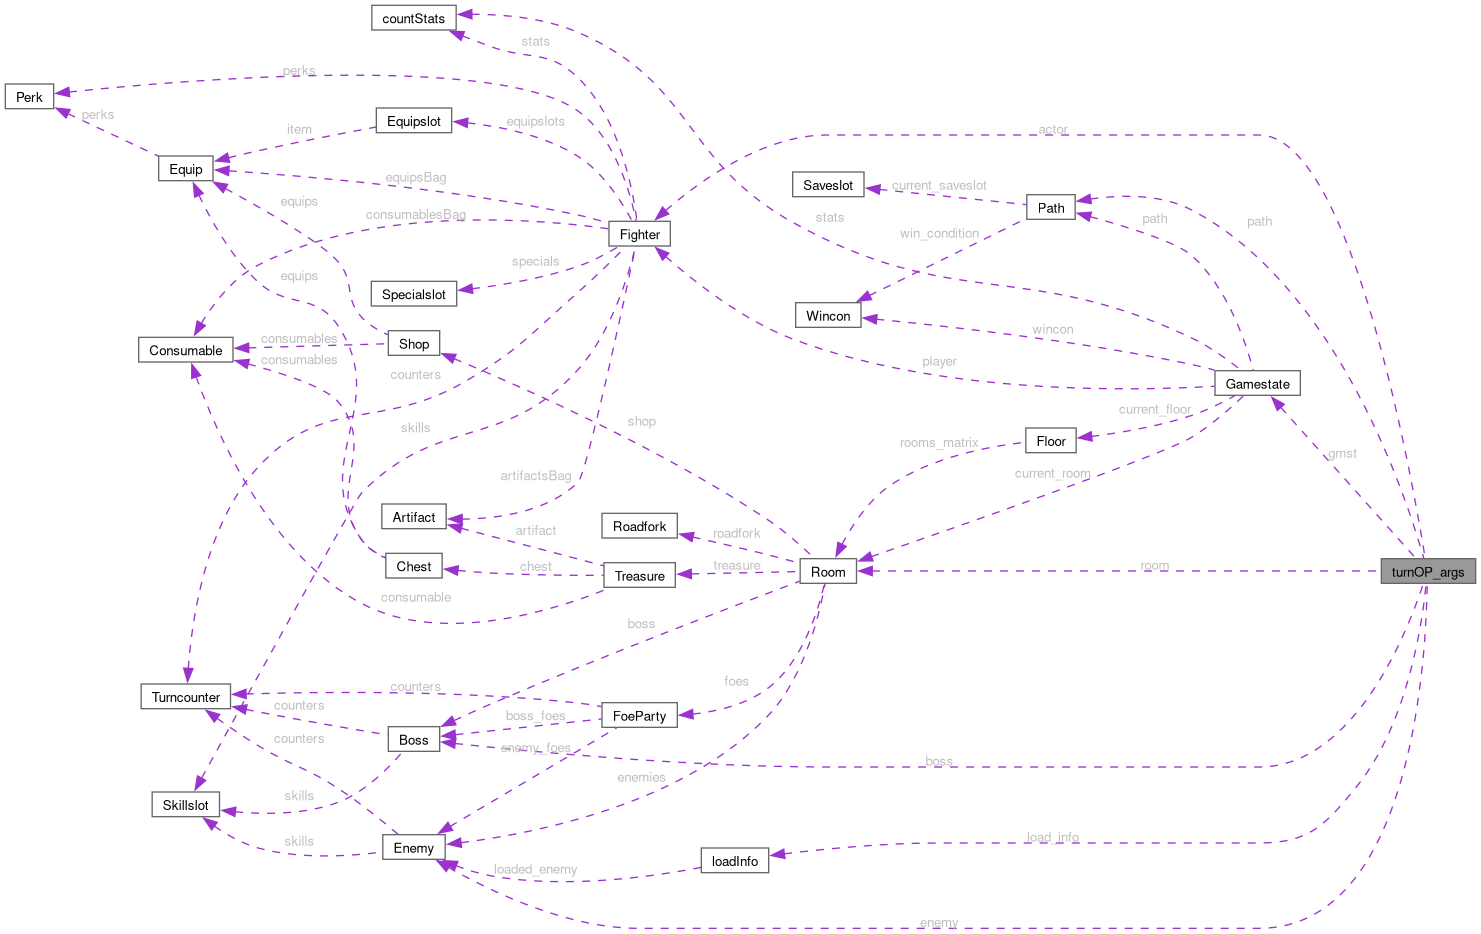 countStats
stats
perks
Perk
perks
Equipslot
equipslots
item
actor
Equip
equipsBag
Saveslot
current_saveslot
equips
consumablesBag
Path
path
path
stats
Fighter
win_condition
specials
equips
Specialslot
Wincon
wincon
Shop
consumables
Consumable
consumables
player
counters
Gamestate
current_floor
shop
skills
Floor
rooms_matrix
gmst
artifactsBag
current_room
Artifact
artifact
Roadfork
roadfork
Chest
chest
Treasure
treasure
Room
room
turnOP_args
consumable
boss
foes
counters
Turncounter
counters
boss_foes
FoeParty
Boss
counters
enemy_foes
boss
enemies
skills
Skillslot
skills
Enemy
load_info
loadInfo
loaded_enemy
enemy